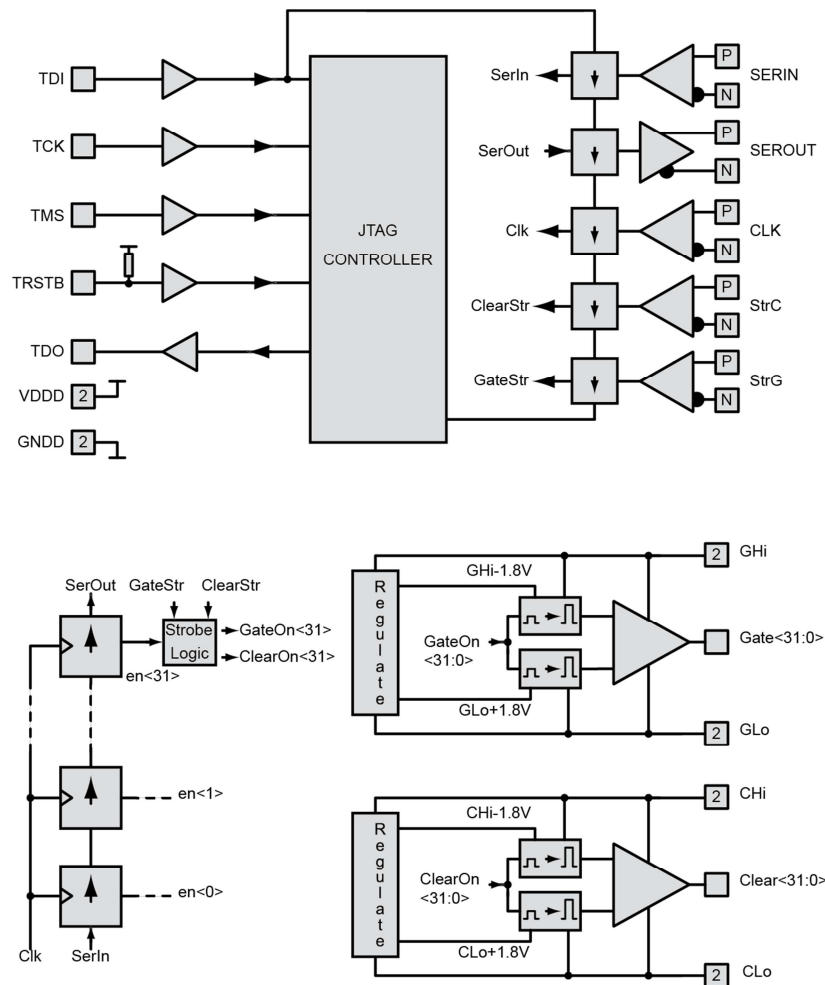 TDI
TCK
TMS
TRSTB
TDO
VDDD 2
GNDD 2
JTAG
CONTROLLER
SerIn P
N SERIN
SerOut P
N SEROUT
Clk P
N CLK
ClearStr P
N StrC
GateStr P
N StrG
SerOut GateStr ClearStr
Strobe
Logic
GateOn<31>
ClearOn<31>
en<31>
en<1>
en<0>
Clk SerIn
Regulate
GHi-1.8V
GateOn
<31:0>
GLo+1.8V
2 GHi
Gate<31:0>
2 GLo
Regulate
CHi-1.8V
ClearOn
<31:0>
CLo+1.8V
2 CHi
Clear<31:0>
2 CLo